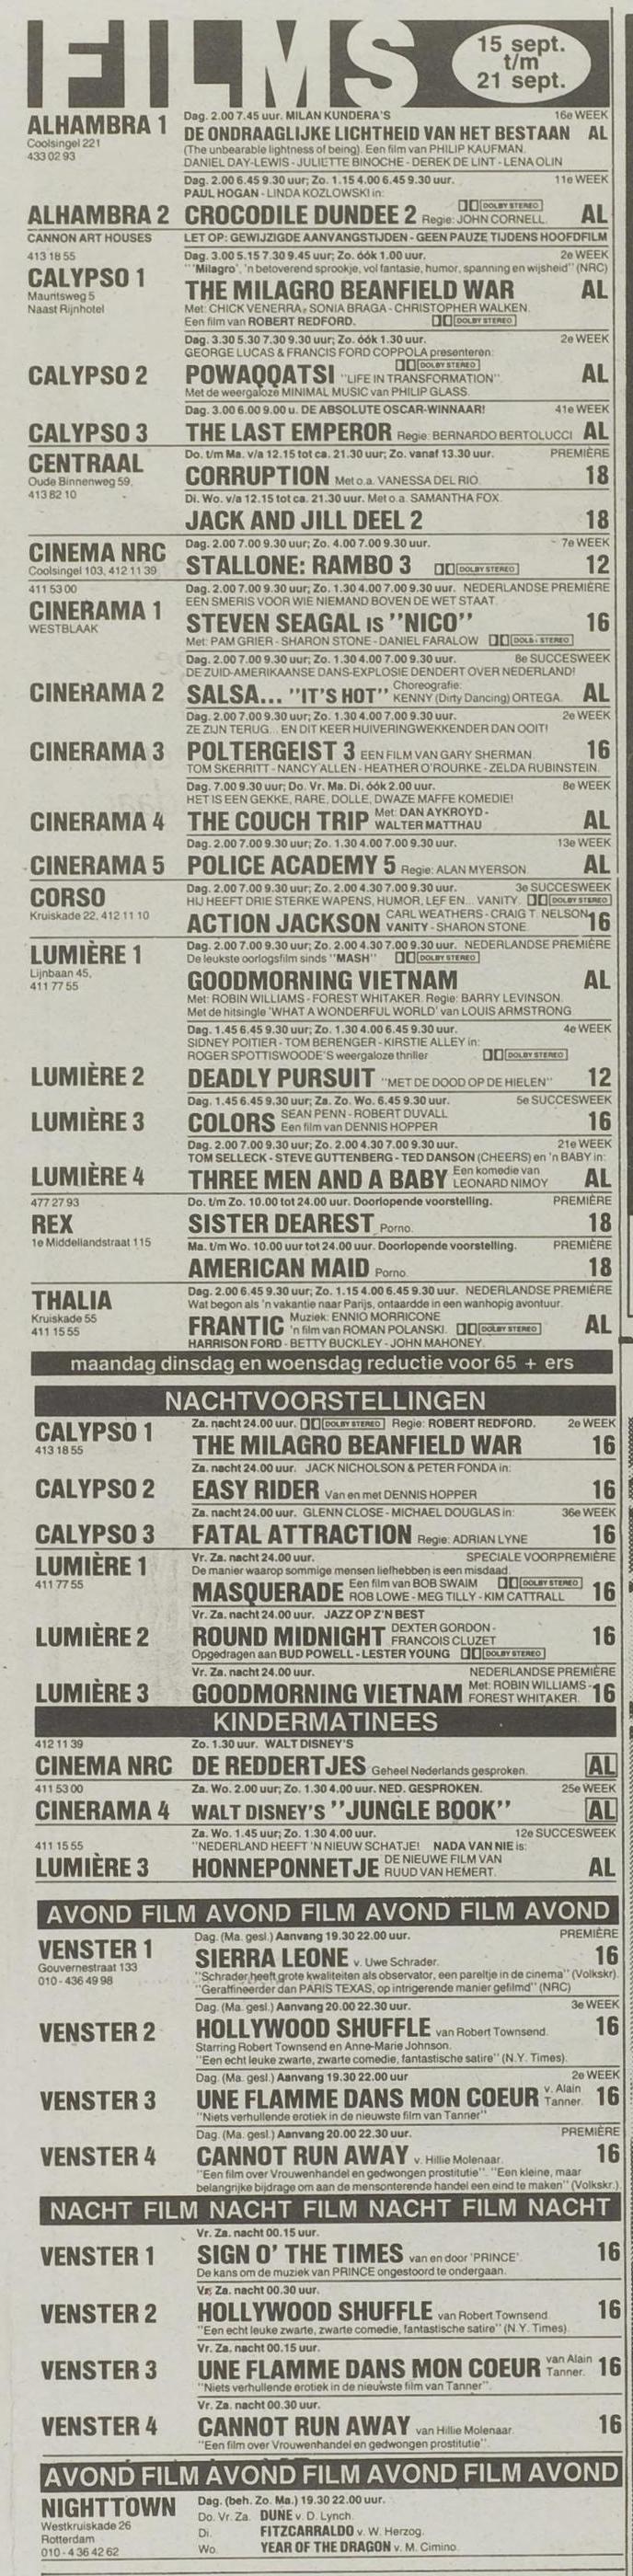 FILMS
15 sept.
t/m
21 sept.
ALHAMBRA 1
Coolsingel 221
433 02 93
Dag. 2.00 7.45 uur. MILAN KUNDERA'S 16e WEEK
DE ONDRAAGLIJKE LICHTHEID VAN HET BESTAAN AL
(The unbearable lightness of being). Een film van PHILIP KAUFMAN.
DANIEL DAY-LEWIS - JULIETTE BINOCHE - DEREK DE LINT - LENA OLIN
Dag. 2.00 6.45 9.30 uur; Zo. 1.15 4.00 6.45 9.30 uur. 11e WEEK
PAUL HOGAN - LINDA KOZLOWSKI in: DOLBY STEREO
ALHAMBRA 2 CROCODILE DUNDEE 2 Regie: JOHN CORNELL. AL
CANNON ART HOUSES LET OP: GEWIJZIGDE AANVANGSTIJDEN - GEEN PAUZE TIJDENS HOOFDFILM
413 18 55
CALYPSO 1
Mauritsweg 5
Naast Rijnhotel
Dag. 3.00 5.15 7.30 9.45 uur; Zo. óók 1.00 uur. 2e WEEK
"'Milagro', 'n betoverend sprookje, vol fantasie, humor, spanning en wijsheid" (NRC)
THE MILAGRO BEANFIELD WAR AL
Met: CHICK VENERRA, SONIA BRAGA - CHRISTOPHER WALKEN.
Een film van ROBERT REDFORD. DOLBY STEREO
Dag. 3.30 5.30 7.30 9.30 uur; Zo. óók 1.30 uur. 2e WEEK
GEORGE LUCAS & FRANCIS FORD COPPOLA presenteren:
DOLBY STEREO
CALYPSO 2 POWAQQATSI "LIFE IN TRANSFORMATION". AL
Met de weergaloze MINIMAL MUSIC van PHILIP GLASS.
Dag. 3.00 6.00 9.00 u. DE ABSOLUTE OSCAR-WINNAAR! 41e WEEK
CALYPSO 3 THE LAST EMPEROR Regie: BERNARDO BERTOLUCCI AL
CENTRAAL
Oude Binnenweg 59,
413 82 10
Do. t/m Ma. v/a 12.15 tot ca. 21.30 uur; Zo. vanaf 13.30 uur. PREMIÈRE
CORRUPTION Met o.a. VANESSA DEL RIO. 18
Di. Wo. v/a 12.15 tot ca. 21.30 uur. Met o.a. SAMANTHA FOX.
JACK AND JILL DEEL 2 18
CINEMA NRC
Coolsingel 103, 412 11 39
Dag. 2.00 7.00 9.30 uur; Zo. 4.00 7.00 9.30 uur. 7e WEEK
STALLONE: RAMBO 3 DOLBY STEREO 12
411 53 00
CINERAMA 1
WESTBLAAK
Dag. 2.00 7.00 9.30 uur; Zo. 1.30 4.00 7.00 9.30 uur. NEDERLANDSE PREMIÈRE
EEN SMERIS VOOR WIE NIEMAND BOVEN DE WET STAAT.
STEVEN SEAGAL IS "NICO" 16
Met: PAM GRIER - SHARON STONE - DANIEL FARALOW DOLBY STEREO
Dag. 2.00 7.00 9.30 uur; Zo. 1.30 4.00 7.00 9.30 uur. 8e SUCCESWEEK
DE ZUID-AMERIKAANSE DANS-EXPLOSIE DENDERT OVER NEDERLAND!
CINERAMA 2 SALSA... "IT'S HOT" Choreografie: KENNY (Dirty Dancing) ORTEGA. AL
Dag. 2.00 7.00 9.30 uur; Zo. 1.30 4.00 7.00 9.30 uur. 2e WEEK
ZE ZIJN TERUG... EN DIT KEER HUIVERINGWEKKENDER DAN OOIT!
CINERAMA 3 POLTERGEIST 3 EEN FILM VAN GARY SHERMAN. 16
TOM SKERRITT - NANCY ALLEN - HEATHER O'ROURKE - ZELDA RUBINSTEIN.
Dag. 7.00 9.30 uur; Do. Vr. Ma. Di. óók 2.00 uur. 8e WEEK
HET IS EEN GEKKE, RARE, DOLLE, DWAZE MAFFE KOMEDIE!
CINERAMA 4 THE COUCH TRIP Met: DAN AYKROYD - WALTER MATTHAU AL
Dag. 2.00 7.00 9.30 uur; Zo. 1.30 4.00 7.00 9.30 uur. 13e WEEK
CINERAMA 5 POLICE ACADEMY 5 Regie: ALAN MYERSON. AL
CORSO
Kruiskade 22, 412 11 10
Dag. 2.00 7.00 9.30 uur; Zo. 2.00 4.30 7.00 9.30 uur. 3e SUCCESWEEK
HIJ HEEFT DRIE STERKE WAPENS, HUMOR, LEF EN... VANITY. DOLBY STEREO
ACTION JACKSON CARL WEATHERS - CRAIG T. NELSON VANITY - SHARON STONE 16
LUMIÈRE 1
Lijnbaan 45,
411 77 55
Dag. 2.00 7.00 9.30 uur; Zo. 2.00 4.30 7.00 9.30 uur. NEDERLANDSE PREMIÈRE
De leukste oorlogsfilm sinds "MASH" DOLBY STEREO
GOODMORNING VIETNAM AL
Met: ROBIN WILLIAMS - FOREST WHITAKER. Regie: BARRY LEVINSON.
Met de hitsingle 'WHAT A WONDERFUL WORLD' van LOUIS ARMSTRONG
Dag. 1.45 6.45 9.30 uur; Zo. 1.30 4.00 6.45 9.30 uur. 4e WEEK
SIDNEY POITIER - TOM BERENGER - KIRSTIE ALLEY in:
ROGER SPOTTISWOODE'S weergaloze thriller DOLBY STEREO
LUMIÈRE 2 DEADLY PURSUIT "MET DE DOOD OP DE HIELEN" 12
Dag. 1.45 6.45 9.30 uur; Za. Zo. Wo. 6.45 9.30 uur. 5e SUCCESWEEK
LUMIÈRE 3 COLORS SEAN PENN - ROBERT DUVALL Een film van DENNIS HOPPER 16
Dag. 2.00 7.00 9.30 uur; Zo. 2.00 4.30 7.00 9.30 uur. 21e WEEK
TOM SELLECK - STEVE GUTTENBERG - TED DANSON (CHEERS) en 'n BABY in:
LUMIÈRE 4 THREE MEN AND A BABY Een komedie van LEONARD NIMOY AL
477 27 93
REX
1e Middellandstraat 115
Do. t/m Zo. 10.00 tot 24.00 uur. Doorlopende voorstelling. PREMIÈRE
SISTER DEAREST Porno. 18
Ma. t/m Wo. 10.00 uur tot 24.00 uur. Doorlopende voorstelling. PREMIÈRE
AMERICAN MAID Porno. 18
THALIA
Kruiskade 55
411 15 55
Dag. 2.00 6.45 9.30 uur; Zo. 1.15 4.00 6.45 9.30 uur. NEDERLANDSE PREMIÈRE
Wat begon als 'n vakantie naar Parijs, ontaardde in een wanhopig avontuur.
FRANTIC Muziek: ENNIO MORRICONE 'n film van ROMAN POLANSKI. DOLBY STEREO AL
HARRISON FORD - BETTY BUCKLEY - JOHN MAHONEY.
maandag dinsdag en woensdag reductie voor 65 + ers
NACHTVOORSTELLINGEN
CALYPSO 1
413 18 55
Za. nacht 24.00 uur. DOLBY STEREO Regie: ROBERT REDFORD. 2e WEEK
THE MILAGRO BEANFIELD WAR 16
Za. nacht 24.00 uur. JACK NICHOLSON & PETER FONDA in:
CALYPSO 2 EASY RIDER Van en met DENNIS HOPPER 16
Za. nacht 24.00 uur. GLENN CLOSE - MICHAEL DOUGLAS in: 36e WEEK
CALYPSO 3 FATAL ATTRACTION Regie: ADRIAN LYNE 16
LUMIÈRE 1
411 77 55
Vr. Za. nacht 24.00 uur. SPECIALE VOORPREMIÈRE
De manier waarop sommige mensen liefhebben is een misdaad.
MASQUERADE Een film van BOB SWAIM DOLBY STEREO ROB LOWE - MEG TILLY - KIM CATTRALL 16
Vr. Za. nacht 24.00 uur. JAZZ OP Z'N BEST
LUMIÈRE 2 ROUND MIDNIGHT DEXTER GORDON - FRANCOIS CLUZET 16
Opgedragen aan BUD POWELL - LESTER YOUNG DOLBY STEREO
Vr. Za. nacht 24.00 uur. NEDERLANDSE PREMIÈRE
LUMIÈRE 3 GOODMORNING VIETNAM Met: ROBIN WILLIAMS - FOREST WHITAKER. 16
KINDERMATINEES
412 11 39 Zo. 1.30 uur. WALT DISNEY'S
CINEMA NRC DE REDDERTJES Geheel Nederlands gesproken. AL
411 53 00 Za. Wo. 2.00 uur; Zo. 1.30 4.00 uur. NED. GESPROKEN. 25e WEEK
CINERAMA 4 WALT DISNEY'S "JUNGLE BOOK" AL
Za. Wo. 1.45 uur; Zo. 1.30 4.00 uur. 12e SUCCESWEEK
411 15 55 "NEDERLAND HEEFT 'N NIEUW SCHATJE! NADA VAN NIE is:
LUMIÈRE 3 HONNEPONNETJE DE NIEUWE FILM VAN RUUD VAN HEMERT. AL
AVOND FILM AVOND FILM AVOND FILM AVOND
VENSTER 1
Gouvernestraat 133
010 - 436 49 98
Dag. (Ma. gesl.) Aanvang 19.30 22.00 uur. PREMIÈRE
SIERRA LEONE v. Uwe Schrader. 16
"Schrader heeft grote kwaliteiten als observator, een pareltje in de cinema" (Volkskr).
"Geraffineerder dan PARIS TEXAS, op intrigerende manier gefilmd" (NRC)
Dag. (Ma. gesl.) Aanvang 20.00 22.30 uur. 3e WEEK
VENSTER 2 HOLLYWOOD SHUFFLE van Robert Townsend. 16
Starring Robert Townsend en Anne-Marie Johnson.
"Een echt leuke zwarte, zwarte comedie, fantastische satire" (N.Y. Times).
Dag. (Ma. gesl.) Aanvang 19.30 22.00 uur 2e WEEK
VENSTER 3 UNE FLAMME DANS MON COEUR v. Alain Tanner. 16
"Niets verhullende erotiek in de nieuwste film van Tanner"
Dag. (Ma. gesl.) Aanvang 20.00 22.30 uur. PREMIÈRE
VENSTER 4 CANNOT RUN AWAY v. Hillie Molenaar. 16
"Een film over Vrouwenhandel en gedwongen prostitutie". "Een kleine, maar
belangrijke bijdrage om aan de mensonterende handel een eind te maken" (Volkskr.).
NACHT FILM NACHT FILM NACHT FILM NACHT
Vr. Za. nacht 00.15 uur.
VENSTER 1 SIGN O' THE TIMES van en door 'PRINCE'. 16
De kans om de muziek van PRINCE ongestoord te ondergaan.
Vr. Za. nacht 00.30 uur.
VENSTER 2 HOLLYWOOD SHUFFLE van Robert Townsend 16
"Een echt leuke zwarte, zwarte comedie, fantastische satire" (N.Y. Times).
Vr. Za. nacht 00.15 uur.
VENSTER 3 UNE FLAMME DANS MON COEUR van Alain Tanner. 16
"Niets verhullende erotiek in de nieuwste film van Tanner".
Vr. Za. nacht 00.30 uur.
VENSTER 4 CANNOT RUN AWAY van Hillie Molenaar. 16
"Een film over Vrouwenhandel en gedwongen prostitutie".
AVOND FILM AVOND FILM AVOND FILM AVOND
NIGHTTOWN
Westkruiskade 26
Rotterdam
010 - 4 36 42 62
Dag. (beh. Zo. Ma.) 19.30 22.00 uur.
Do. Vr. Za. DUNE v. D. Lynch.
Di. FITZCARRALDO v. W. Herzog.
Wo. YEAR OF THE DRAGON v. M. Cimino.